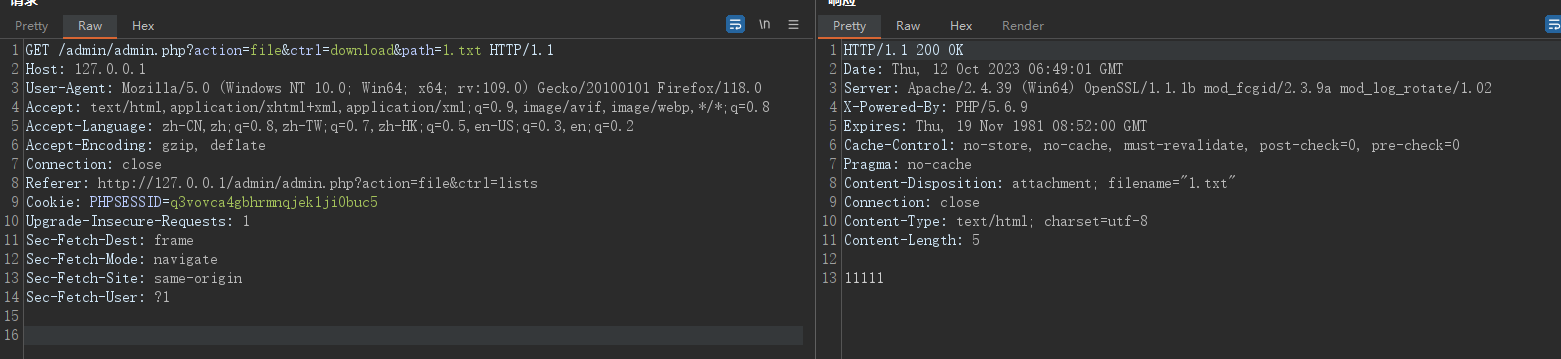 请求
响应
Pretty Raw Hex
\n
Pretty Raw Hex Render
1 GET /admin/admin.php?action=file&ctrl=download&path=1.txt HTTP/1.1
2 Host: 127.0.0.1
3 User-Agent: Mozilla/5.0 (Windows NT 10.0; Win64; x64; rv:109.0) Gecko/20100101 Firefox/118.0
4 Accept: text/html,application/xhtml+xml,application/xml;q=0.9,image/avif,image/webp,*/*;q=0.8
5 Accept-Language: zh-CN,zh;q=0.8,zh-TW;q=0.7,zh-HK;q=0.5,en-US;q=0.3,en;q=0.2
6 Accept-Encoding: gzip, deflate
7 Connection: close
8 Referer: http://127.0.0.1/admin/admin.php?action=file&ctrl=lists
9 Cookie: PHPSESSID=q3vovca4gbhrmnqjeklji0buc5
10 Upgrade-Insecure-Requests: 1
11 Sec-Fetch-Dest: frame
12 Sec-Fetch-Mode: navigate
13 Sec-Fetch-Site: same-origin
14 Sec-Fetch-User: ?1
15
16
1 HTTP/1.1 200 OK
2 Date: Thu, 12 Oct 2023 06:49:01 GMT
3 Server: Apache/2.4.39 (Win64) OpenSSL/1.1.1b mod_fcgid/2.3.9a mod_log_rotate/1.02
4 X-Powered-By: PHP/5.6.9
5 Expires: Thu, 19 Nov 1981 08:52:00 GMT
6 Cache-Control: no-store, no-cache, must-revalidate, post-check=0, pre-check=0
7 Pragma: no-cache
8 Content-Disposition: attachment; filename="1.txt"
9 Connection: close
10 Content-Type: text/html; charset=utf-8
11 Content-Length: 5
12
13 11111